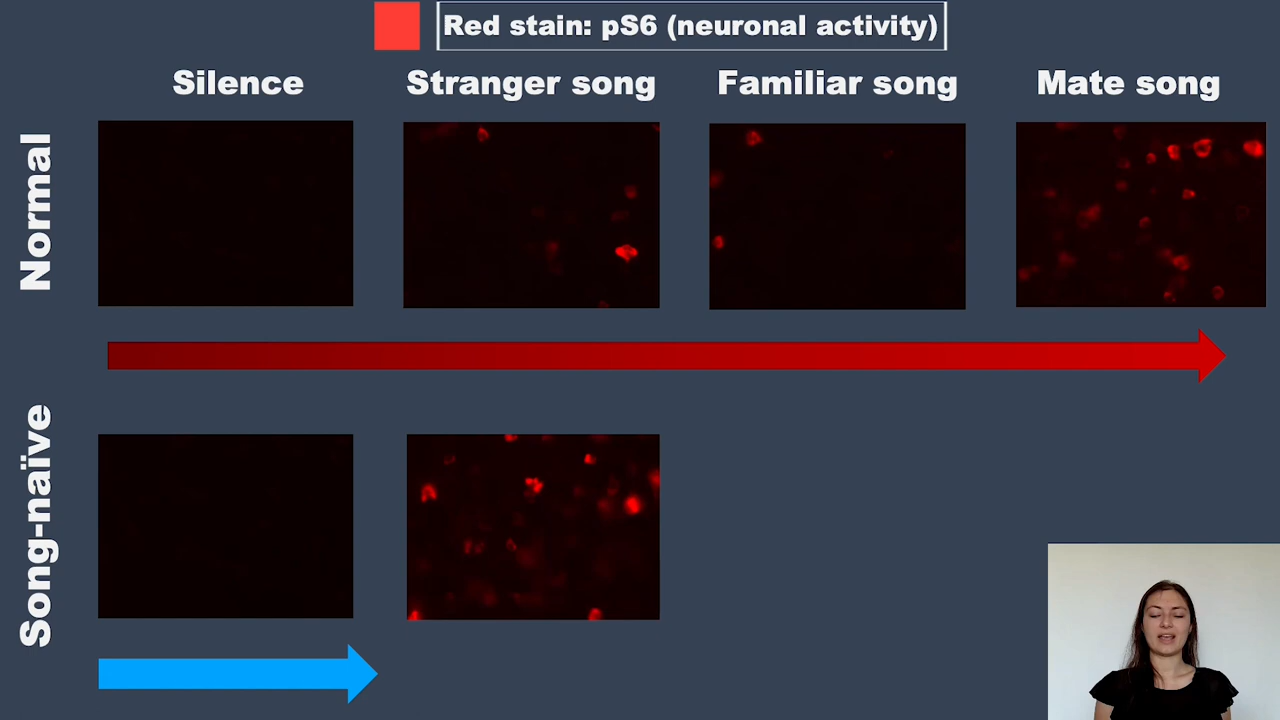 Red stain: pS6 (neuronal activity)
Silence
Stranger song
Familiar song
Mate song
Normal
Song-naïve